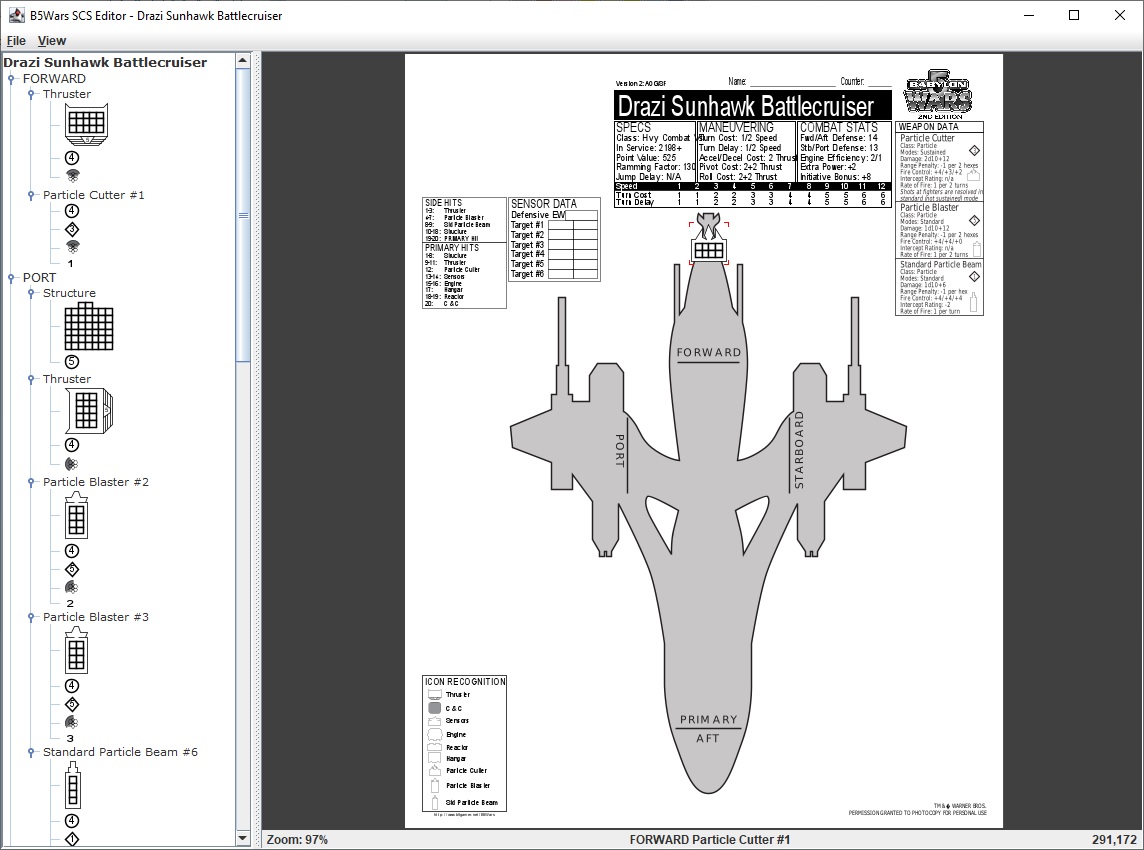 B5Wars SCS Editor - Drazi Sunhawk Battlecruiser
File View
Drazi Sunhawk Battlecruiser
FORWARD
Thruster
4
Particle Cutter #1
4
3
1
PORT
Structure
5
Thruster
4
Particle Blaster #2
4
5
2
Particle Blaster #3
4
5
3
Standard Particle Beam #6
4
1
Name:
Counter:
BABYLON
5
WARS
2ND EDITION
Drazi Sunhawk Battlecruiser
SPECS
Class: Hvy Combat
In Service: 2198+
Point Value: 525
Ramming Factor: 130
Jump Delay: N/A
MANEUVERING
Turn Cost: 1/2 Speed
Turn Delay: 1/2 Speed
Accel/Decel Cost: 2 Thrust
Pivot Cost: 2+2 Thrust
Roll Cost: 2+2 Thrust
COMBAT STATS
Fwd/Aft Defense: 14
Stb/Port Defense: 13
Engine Efficiency: 2/1
Extra Power: +2
Initiative Bonus: +8
Speed 1 2 3 4 5 6 7 8 9 10 11 12
Turn Cost 1 1 2 2 3 3 4 4 5 5 6 6
Turn Delay 1 1 2 2 3 3 4 4 5 5 6 6
WEAPON DATA
Particle Cutter
Class: Particle
Modes: Sustained
Damage: 2d10+12
Range Penalty: -1 per 2 hexes
Fire Control: +4/+3/+2
Intercept Rating: n/a
Rate of Fire: 1 per 2 turns
Shots at fighters are resolved in
standard (not sustained) mode
Particle Blaster
Class: Particle
Modes: Standard
Damage: 1d10+12
Range Penalty: -1 per 2 hexes
Fire Control: +4/+4/+0
Intercept Rating: n/a
Rate of Fire: 1 per 2 turns
Standard Particle Beam
Class: Particle
Modes: Standard
Damage: 1d10+6
Range Penalty: -1 per hex
Fire Control: +4/+4/+4
Intercept Rating: -2
Rate of Fire: 1 per turn
SIDE HITS
1-3: Thruster
4-7: Particle Blaster
8-9: Std Particle Beam
10-18: Structure
19-20: PRIMARY Hit
PRIMARY HITS
1-8: Structure
9-11: Thruster
12: Particle Cutter
13-14: Sensors
15-16: Engine
17: Hangar
18-19: Reactor
20: C & C
SENSOR DATA
Defensive EW
Target #1
Target #2
Target #3
Target #4
Target #5
Target #6
FORWARD
PORT
STARBOARD
PRIMARY
AFT
ICON RECOGNITION
Thruster
C & C
Sensors
Engine
Reactor
Hangar
Particle Cutter
Particle Blaster
Std Particle Beam
WARNER BROS.
PERMISSION GRANTED TO PHOTOCOPY FOR PERSONAL USE
Zoom: 97%
FORWARD Particle Cutter #1
291,172